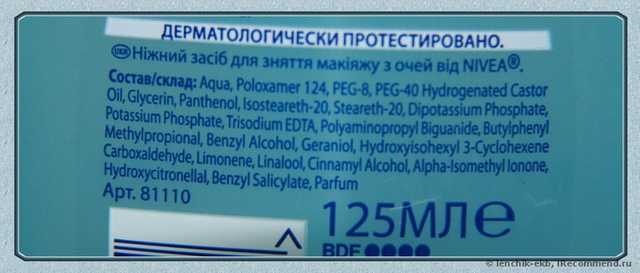 ДЕРМАТОЛОГИЧЕСКИ ПРОТЕСТИРОВАНО.
UKR Ніжний засіб для зняття макіяжу з очей від NIVEA®.
Состав/склад: Aqua, Poloxamer 124, PEG-8, PEG-40 Hydrogenated Castor
Oil, Glycerin, Panthenol, Isosteareth-20, Steareth-20, Dipotassium Phosphate,
Potassium Phosphate, Trisodium EDTA, Polyaminopropyl Biguanide, Butylphenyl
Methylpropional, Benzyl Alcohol, Geraniol, Hydroxyisohexyl 3-Cyclohexene
Carboxaldehyde, Limonene, Linalool, Cinnamyl Alcohol, Alpha-Isomethyl Ionone,
Hydroxycitronellal, Benzyl Salicylate, Parfum
Арт. 81110
125МЛ℮
BDF
© lenchik-ekb, IRecommend.ru